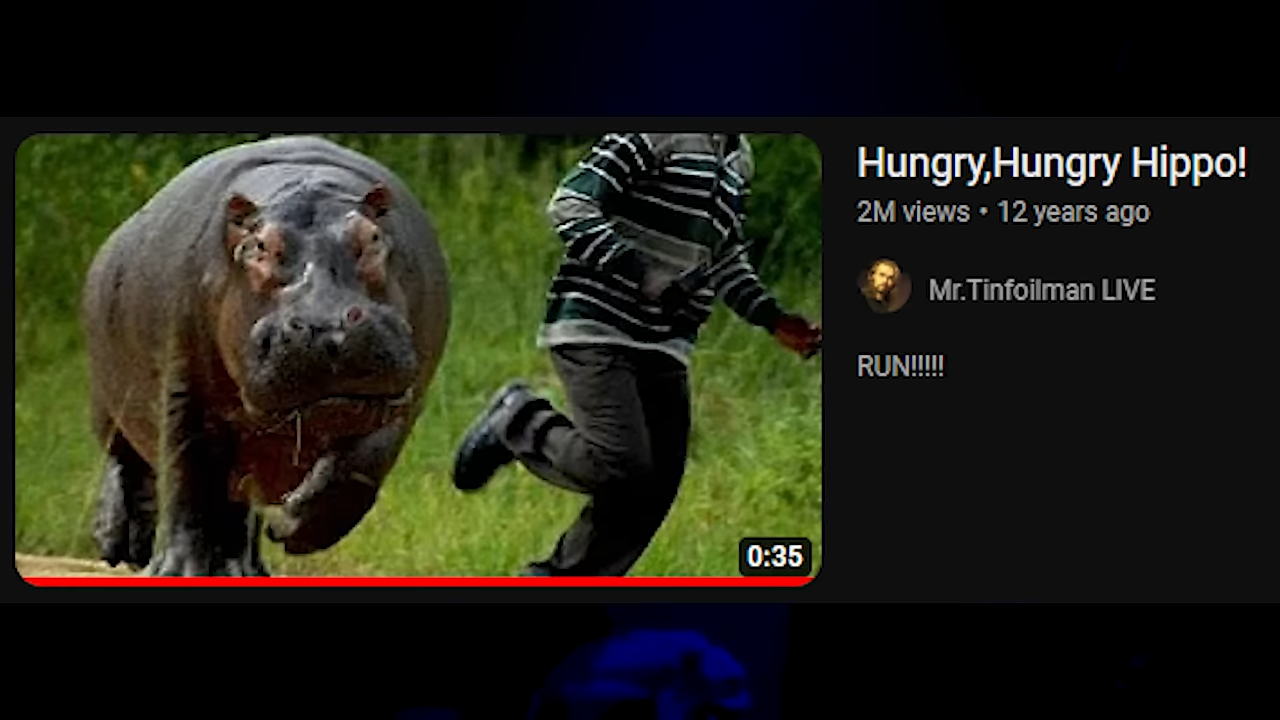 Hungry,Hungry Hippo!
2M views • 12 years ago
Mr.Tinfoilman LIVE
RUN!!!!!
0:35